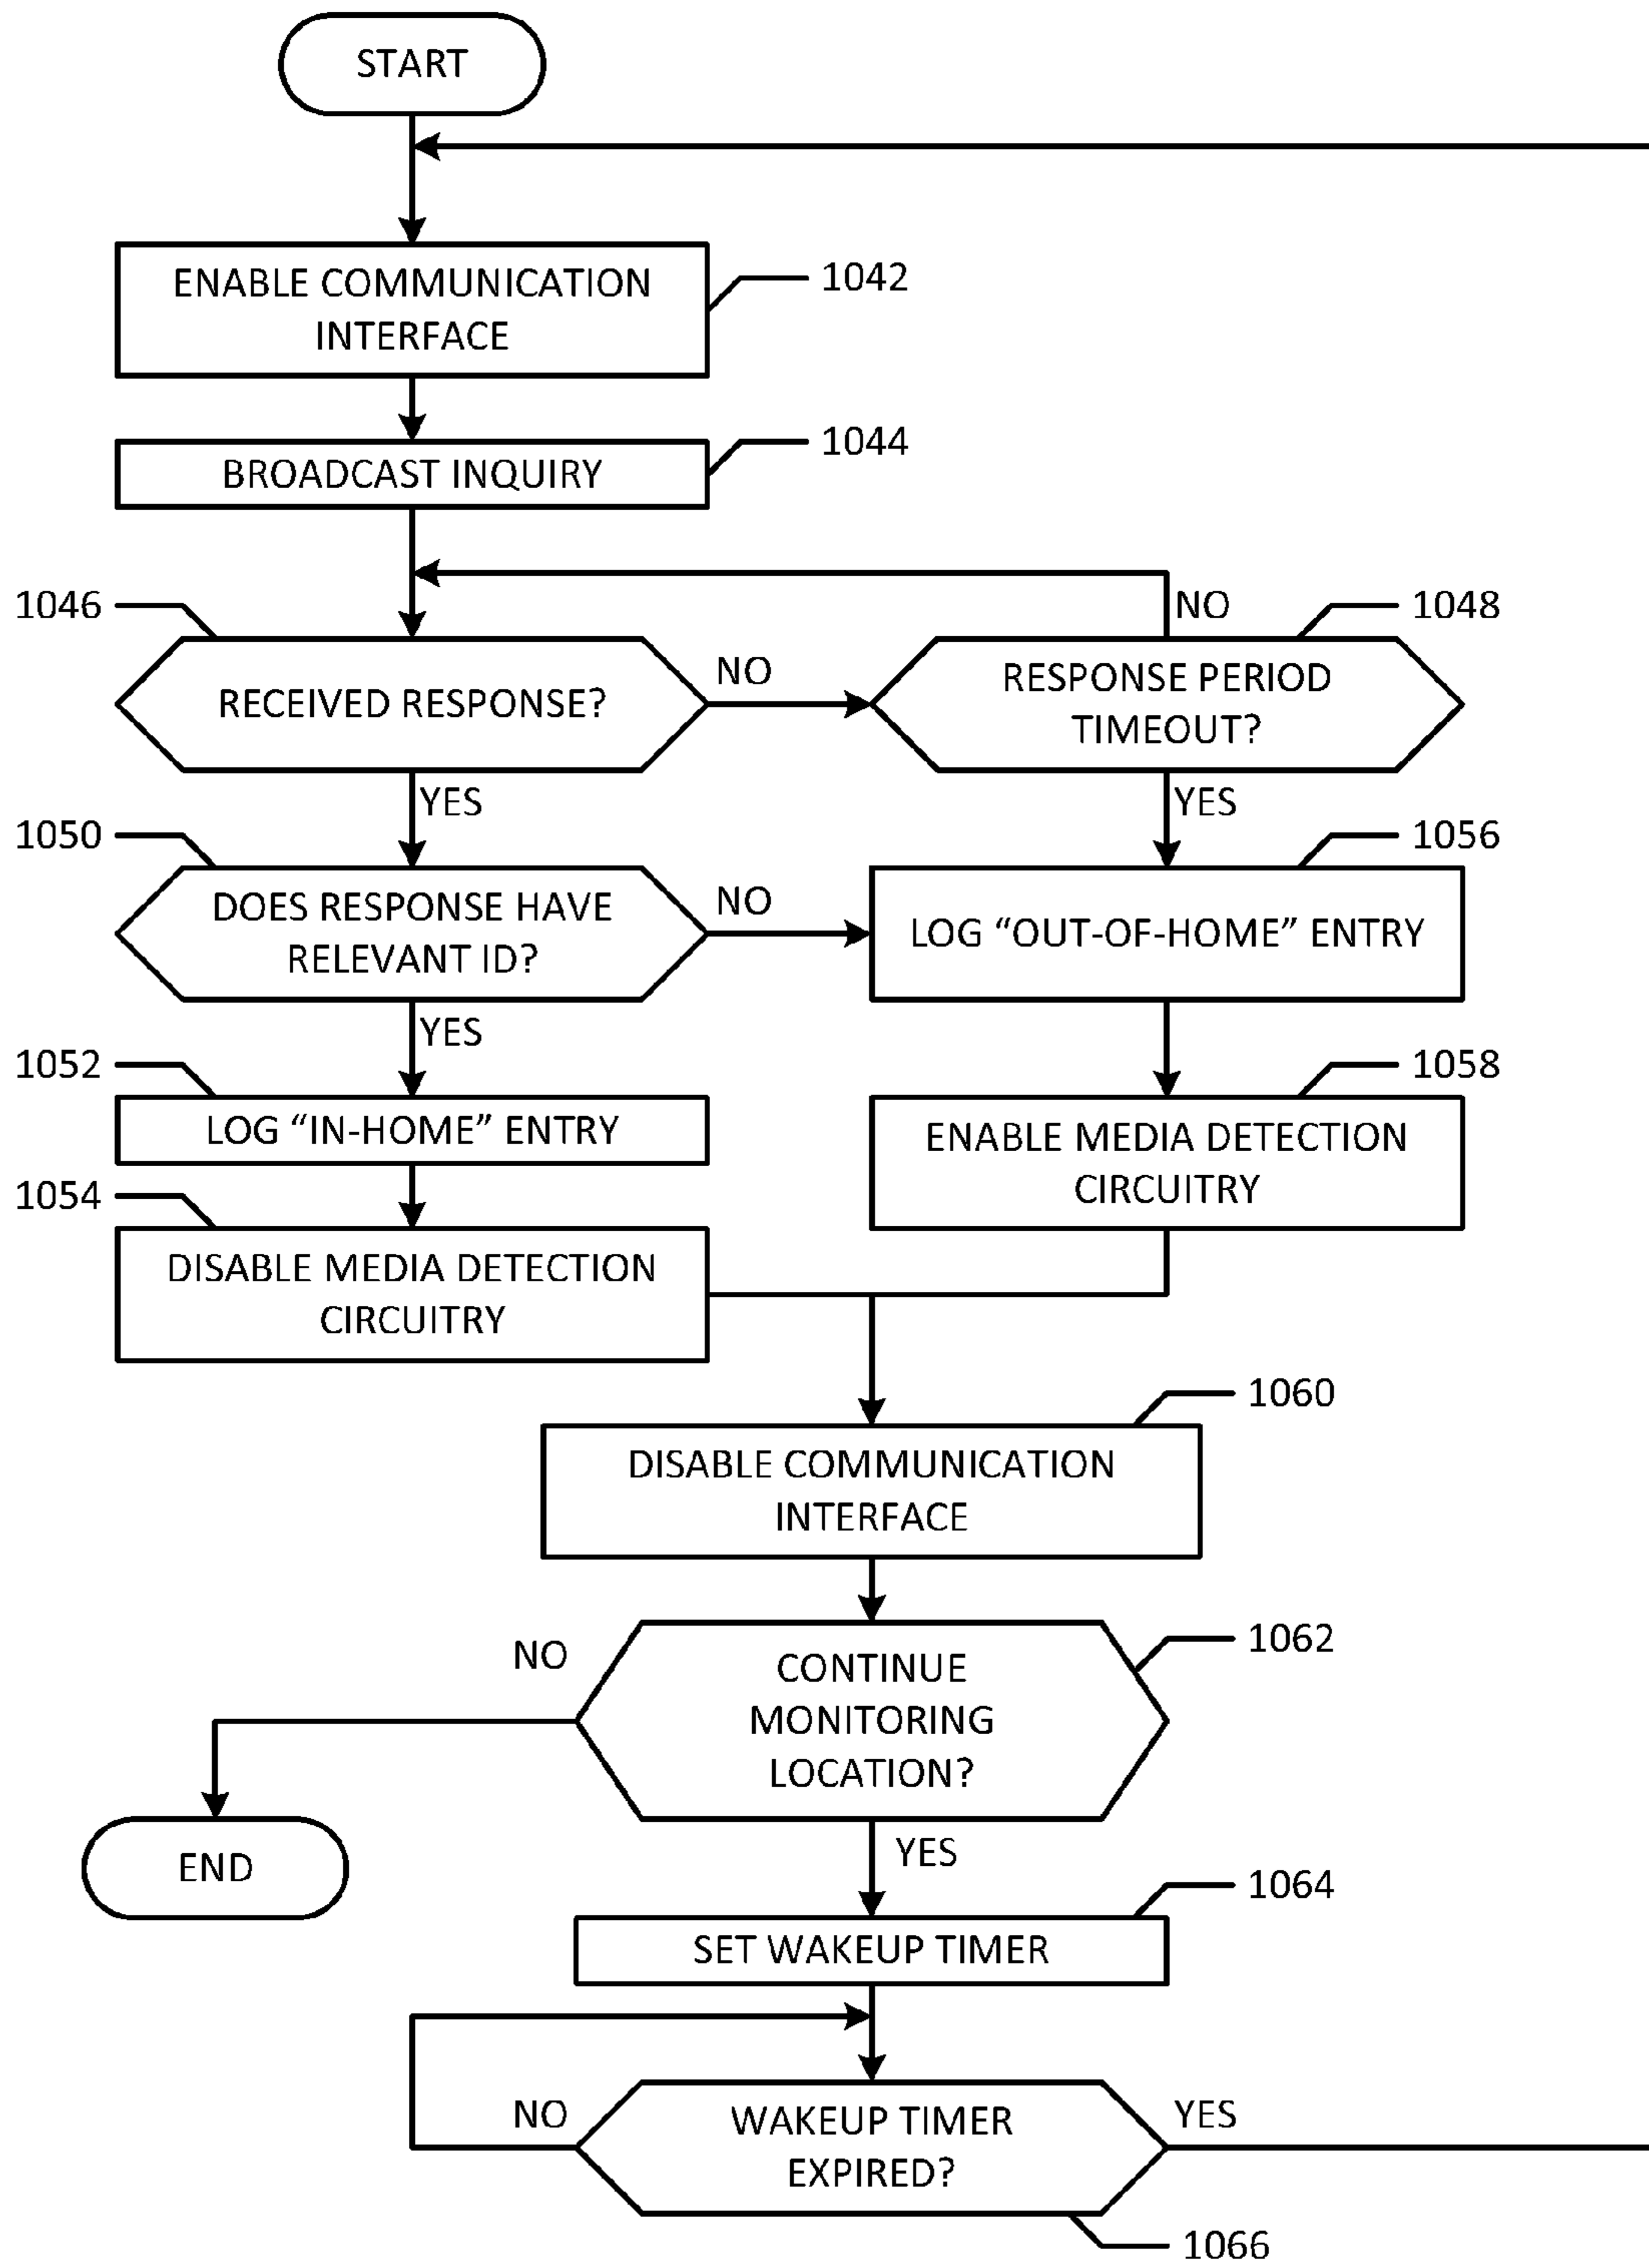 START
ENABLE COMMUNICATION
INTERFACE
1042
BROADCAST INQUIRY
1044
1046
RECEIVED RESPONSE?
NO
YES
NO
1048
RESPONSE PERIOD
TIMEOUT?
YES
1050
DOES RESPONSE HAVE
RELEVANT ID?
NO
YES
1056
LOG “OUT-OF-HOME” ENTRY
1052
LOG “IN-HOME” ENTRY
1058
ENABLE MEDIA DETECTION
CIRCUITRY
1054
DISABLE MEDIA DETECTION
CIRCUITRY
1060
DISABLE COMMUNICATION
INTERFACE
1062
CONTINUE
MONITORING
LOCATION?
NO
END
YES
1064
SET WAKEUP TIMER
NO
WAKEUP TIMER
EXPIRED?
YES
1066